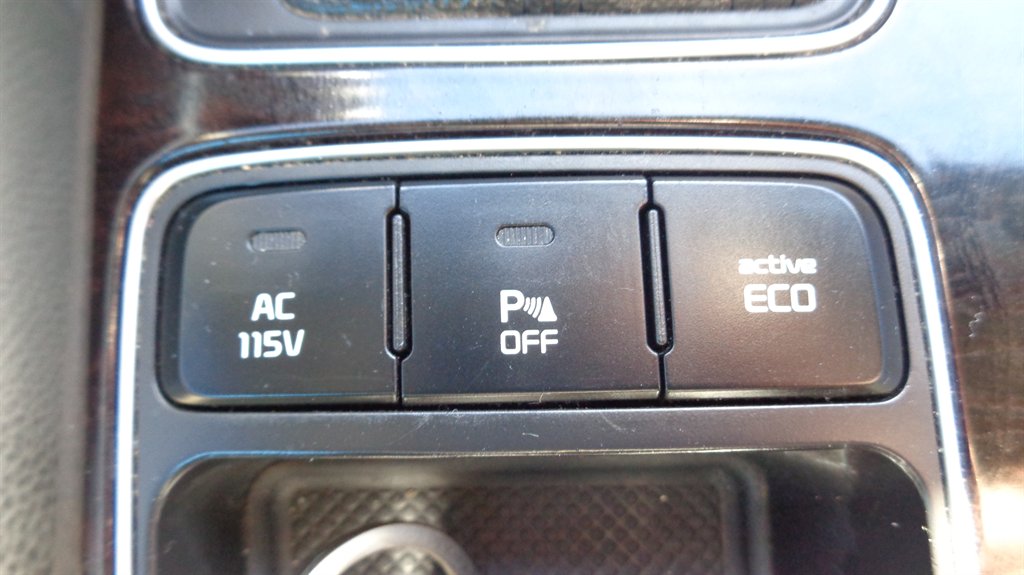 AC
115V
P
OFF
active
ECO